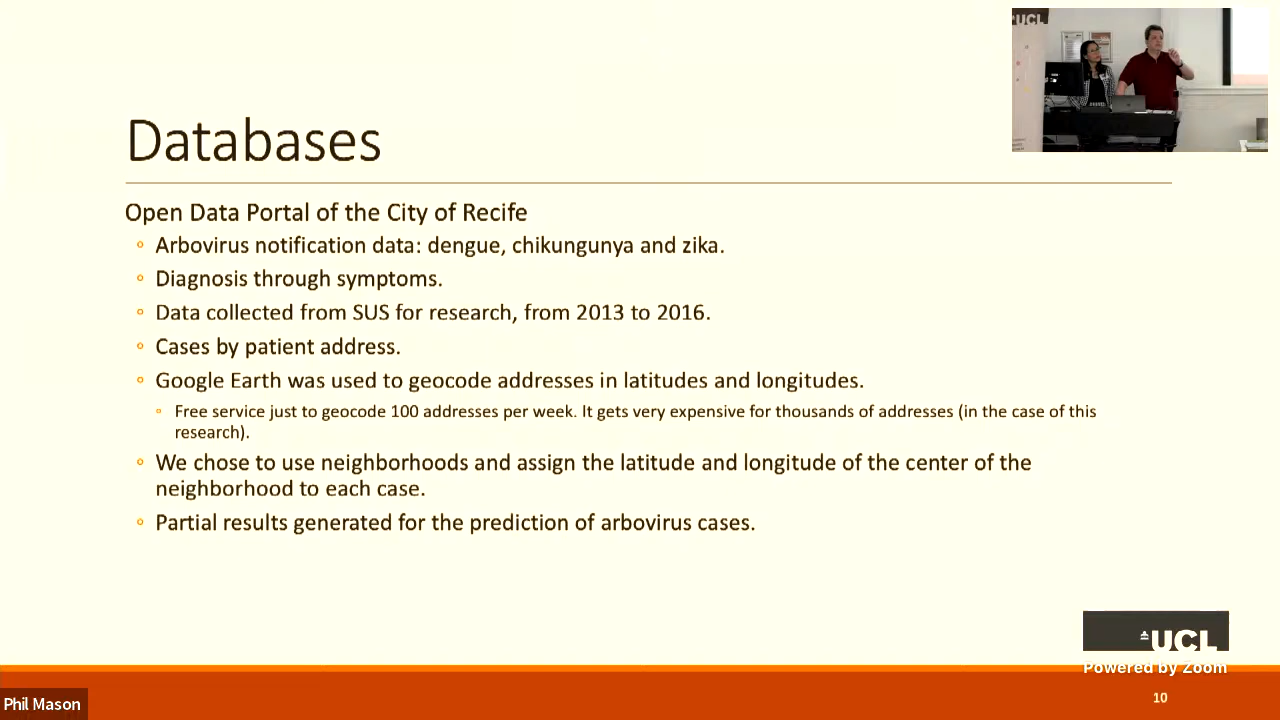 UCL
Databases
Open Data Portal of the City of Recife
Arbovirus notification data: dengue, chikungunya and zika.
Diagnosis through symptoms.
Data collected from SUS for research, from 2013 to 2016.
Cases by patient address.
Google Earth was used to geocode addresses in latitudes and longitudes.
Free service just to geocode 100 addresses per week. It gets very expensive for thousands of addresses (in the case of this
research).
We chose to use neighborhoods and assign the latitude and longitude of the center of the
neighborhood to each case.
Partial results generated for the prediction of arbovirus cases.
UCL
Powered by Zoom
10
Phil Mason